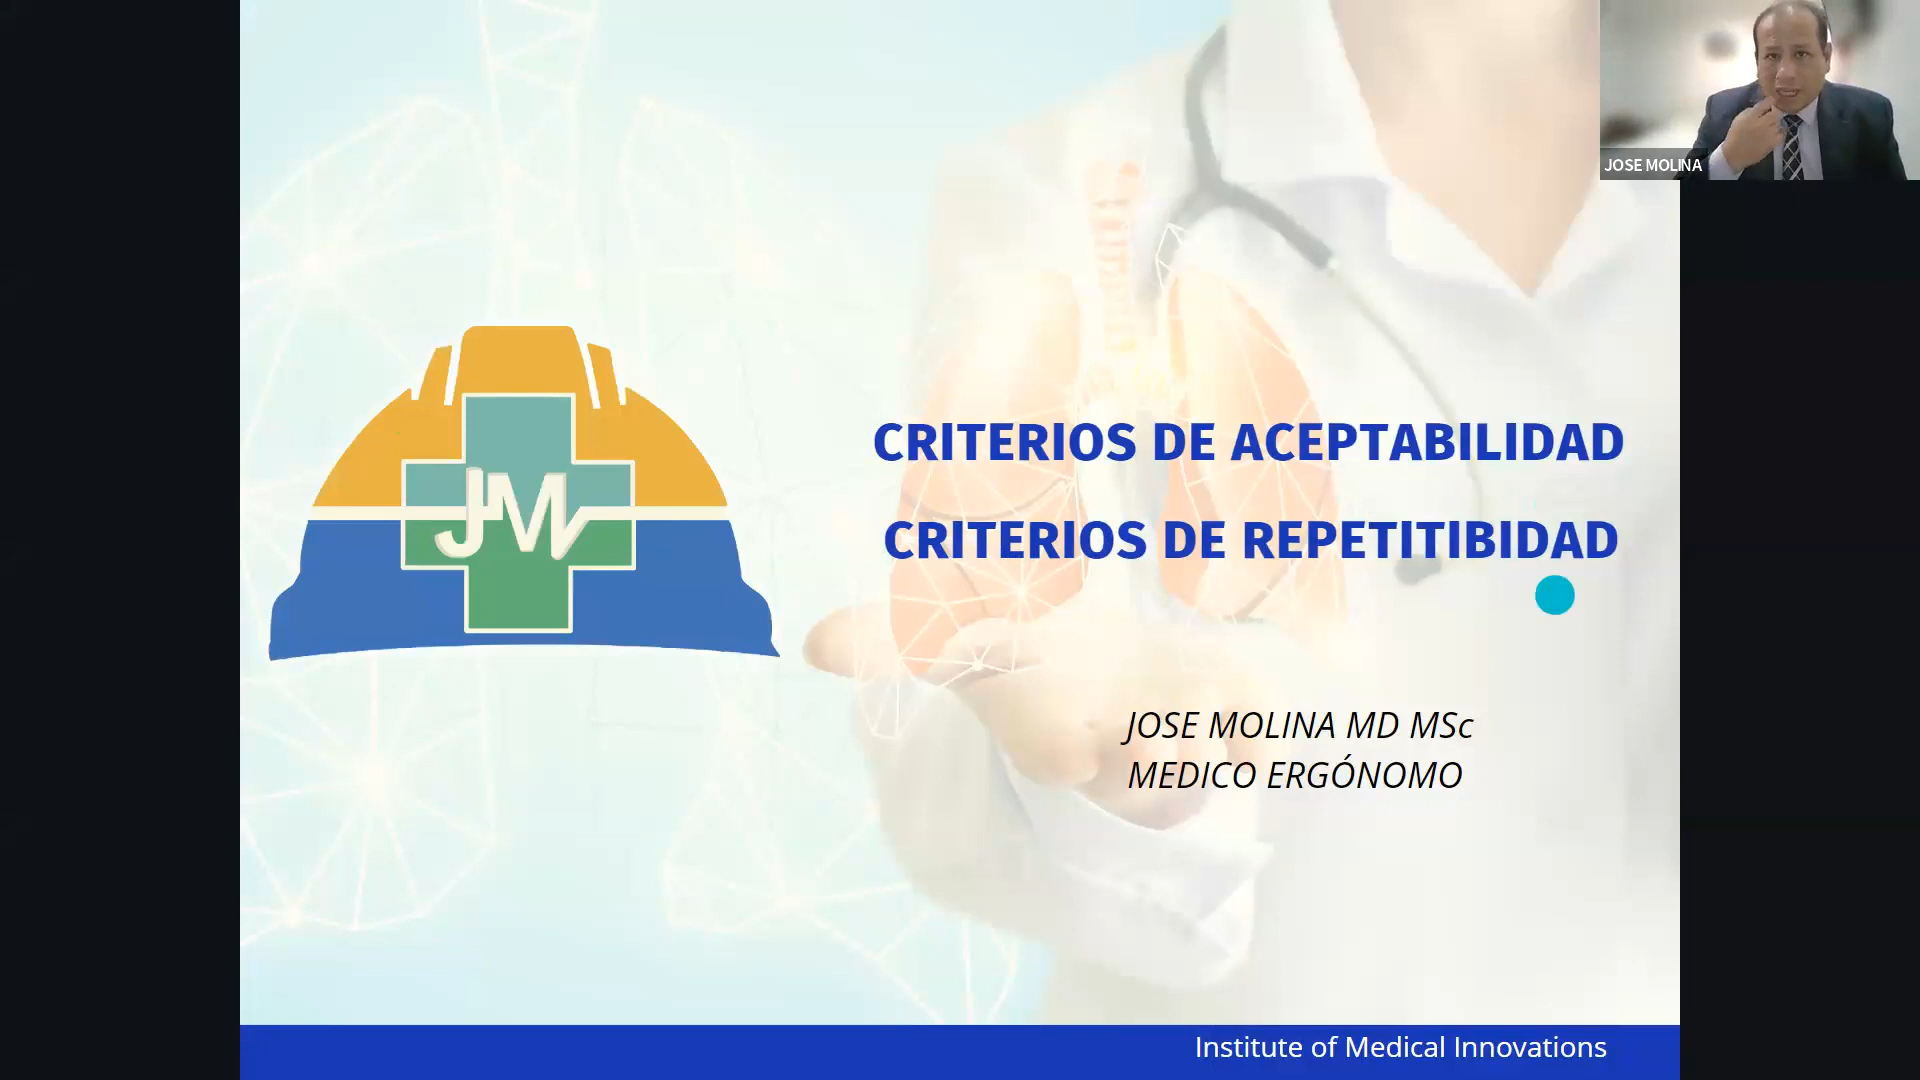 JOSE MOLINA
JM
CRITERIOS DE ACEPTABILIDAD
CRITERIOS DE REPETITIBIDAD
JOSE MOLINA MD MSc
MEDICO ERGÓNOMO
Institute of Medical Innovations